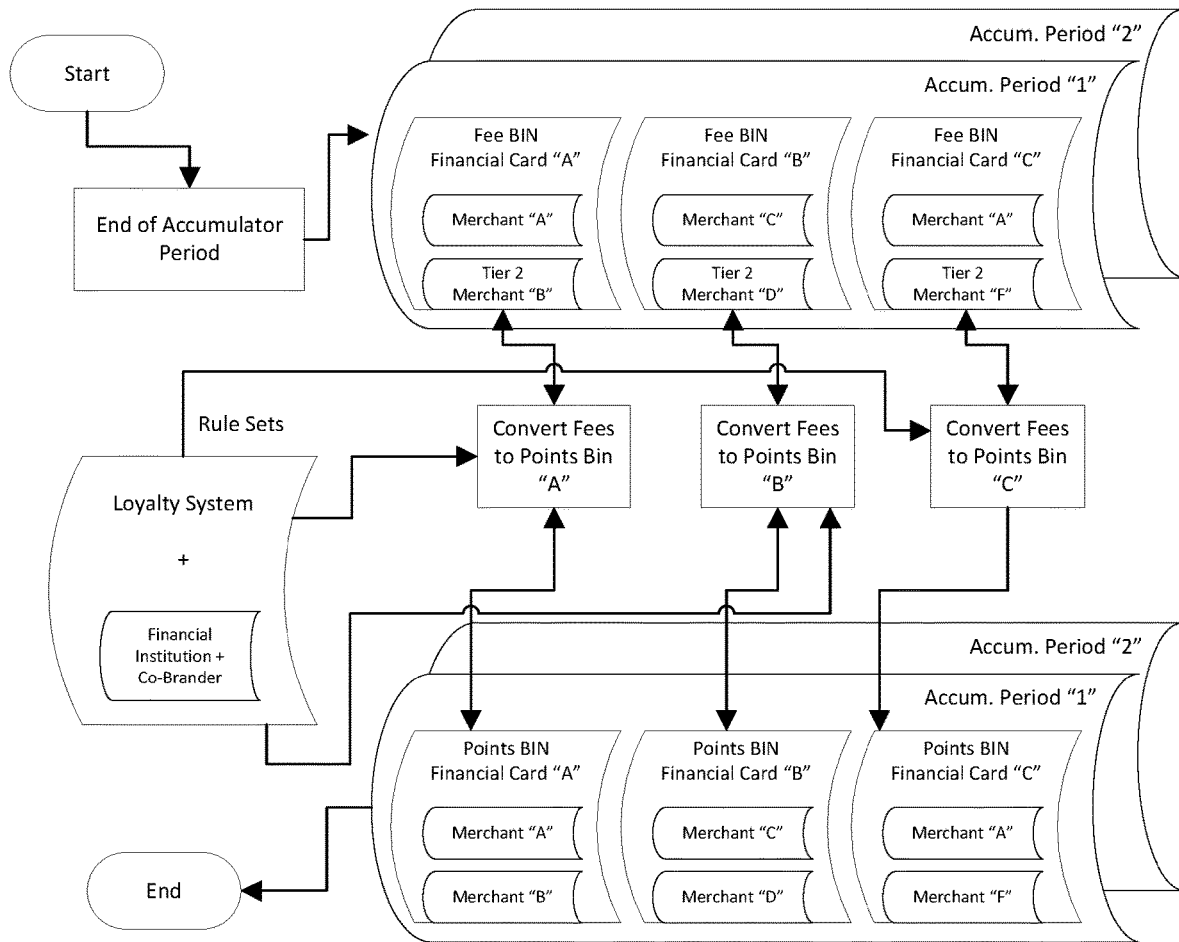 Start
End of Accumulator
Period
Accum. Period “2”
Accum. Period “1”
Fee BIN
Financial Card “A”
Merchant “A”
Tier 2
Merchant “B”
Fee BIN
Financial Card “B”
Merchant “C”
Tier 2
Merchant “D”
Fee BIN
Financial Card “C”
Merchant “A”
Tier 2
Merchant “F”
Rule Sets
Loyalty System
+
Financial
Institution +
Co-Brander
Convert Fees
to Points Bin
“A”
Convert Fees
to Points Bin
“B”
Convert Fees
to Points Bin
“C”
Accum. Period “2”
Accum. Period “1”
Points BIN
Financial Card “A”
Merchant “A”
Merchant “B”
Points BIN
Financial Card “B”
Merchant “C”
Merchant “D”
Points BIN
Financial Card “C”
Merchant “A”
Merchant “F”
End